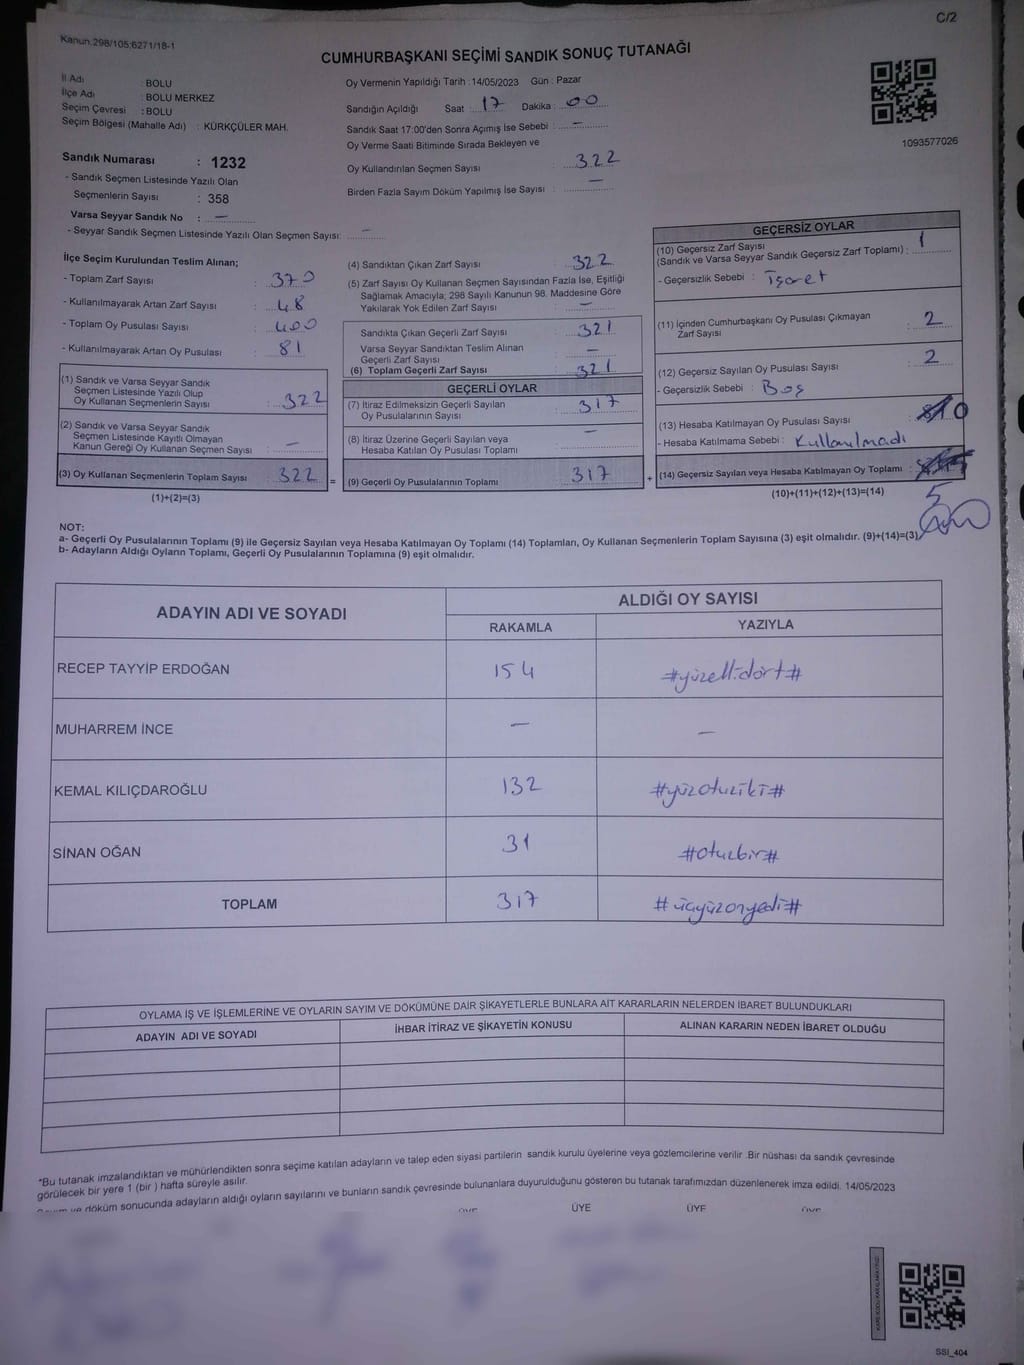 C/2
Kanun.298/105;6271/18-1
CUMHURBAŞKANI SEÇİMİ SANDIK SONUÇ TUTANAĞI
İl Adı : BOLU
İlçe Adı : BOLU MERKEZ
Seçim Çevresi : BOLU
Seçim Bölgesi (Mahalle Adı) : KÜRKÇÜLER MAH.
Sandık Numarası : 1232
- Sandık Seçmen Listesinde Yazılı Olan
Seçmenlerin Sayısı : 358
Varsa Seyyar Sandık No : —
- Seyyar Sandık Seçmen Listesinde Yazılı Olan Seçmen Sayısı: —
Oy Vermenin Yapıldığı Tarih : 14/05/2023 Gün : Pazar
Sandığın Açıldığı Saat : 17 Dakika : 00
Sandık Saat 17:00'den Sonra Açımış İse Sebebi : —
Oy Verme Saati Bitiminde Sırada Bekleyen ve
Oy Kullandırılan Seçmen Sayısı : 322
Birden Fazla Sayım Döküm Yapılmış İse Sayısı : —
1093577026
İlçe Seçim Kurulundan Teslim Alınan;
- Toplam Zarf Sayısı : 370
- Kullanılmayarak Artan Zarf Sayısı : 48
- Toplam Oy Pusulası Sayısı : 400
- Kullanılmayarak Artan Oy Pusulası : 81
(1) Sandık ve Varsa Seyyar Sandık
Seçmen Listesinde Yazılı Olup
Oy Kullanan Seçmenlerin Sayısı : 322
(2) Sandık ve Varsa Seyyar Sandık
Seçmen Listesinde Kayıtlı Olmayan
Kanun Gereği Oy Kullanan Seçmen Sayısı : —
(3) Oy Kullanan Seçmenlerin Toplam Sayısı : 322 =
(1)+(2)=(3)
(4) Sandıktan Çıkan Zarf Sayısı : 322
(5) Zarf Sayısı Oy Kullanan Seçmen Sayısından Fazla İse, Eşitliği
Sağlamak Amacıyla; 298 Sayılı Kanunun 98. Maddesine Göre
Yakılarak Yok Edilen Zarf Sayısı : —
Sandıkta Çıkan Geçerli Zarf Sayısı : 321
Varsa Seyyar Sandıktan Teslim Alınan
Geçerli Zarf Sayısı : —
(6) Toplam Geçerli Zarf Sayısı : 321
GEÇERLİ OYLAR
(7) İtiraz Edilmeksizin Geçerli Sayılan
Oy Pusulalarının Sayısı : 317
(8) İtiraz Üzerine Geçerli Sayılan veya
Hesaba Katılan Oy Pusulası Toplamı : —
(9) Geçerli Oy Pusulalarının Toplamı : 317 +
GEÇERSİZ OYLAR
(10) Geçersiz Zarf Sayısı
(Sandık ve Varsa Seyyar Sandık Geçersiz Zarf Toplamı) : 1
- Geçersizlik Sebebi : İşaret
(11) İçinden Cumhurbaşkanı Oy Pusulası Çıkmayan
Zarf Sayısı : 2
(12) Geçersiz Sayılan Oy Pusulası Sayısı : 2
- Geçersizlik Sebebi : Boş
(13) Hesaba Katılmayan Oy Pusulası Sayısı : 0
- Hesaba Katılmama Sebebi : Kullanılmadı
(14) Geçersiz Sayılan veya Hesaba Katılmayan Oy Toplamı :
5
(10)+(11)+(12)+(13)=(14)
NOT:
a- Geçerli Oy Pusulalarının Toplamı (9) ile Geçersiz Sayılan veya Hesaba Katılmayan Oy Toplamı (14) Toplamları, Oy Kullanan Seçmenlerin Toplam Sayısına (3) eşit olmalıdır. (9)+(14)=(3)
b- Adayların Aldığı Oyların Toplamı, Geçerli Oy Pusulalarının Toplamına (9) eşit olmalıdır.
ADAYIN ADI VE SOYADI ALDIĞI OY SAYISI
RAKAMLA YAZIYLA
RECEP TAYYİP ERDOĞAN 154 #yüzellidört#
MUHARREM İNCE — —
KEMAL KILIÇDAROĞLU 132 #yüzotuziki#
SİNAN OĞAN 31 #otuzbir#
TOPLAM 317 #üçyüzonyedi#
OYLAMA İŞ VE İŞLEMLERİNE VE OYLARIN SAYIM VE DÖKÜMÜNE DAİR ŞİKAYETLERLE BUNLARA AİT KARARLARIN NELERDEN İBARET BULUNDUKLARI
ADAYIN ADI VE SOYADI İHBAR İTİRAZ VE ŞİKAYETİN KONUSU ALINAN KARARIN NEDEN İBARET OLDUĞU
*Bu tutanak imzalandıktan ve mühürlendikten sonra seçime katılan adayların ve talep eden siyasi partilerin sandık kurulu üyelerine veya gözlemcilerine verilir .Bir nüshası da sandık çevresinde
görülecek bir yere 1 (bir ) hafta süreyle asılır.
Sayım ve döküm sonucunda adayların aldığı oyların sayılarını ve bunların sandık çevresinde bulunanlara duyurulduğunu gösteren bu tutanak tarafımızdan düzenlenerek imza edildi. 14/05/2023
ÜYE ÜYE ÜYE ÜYE
SSİ_404